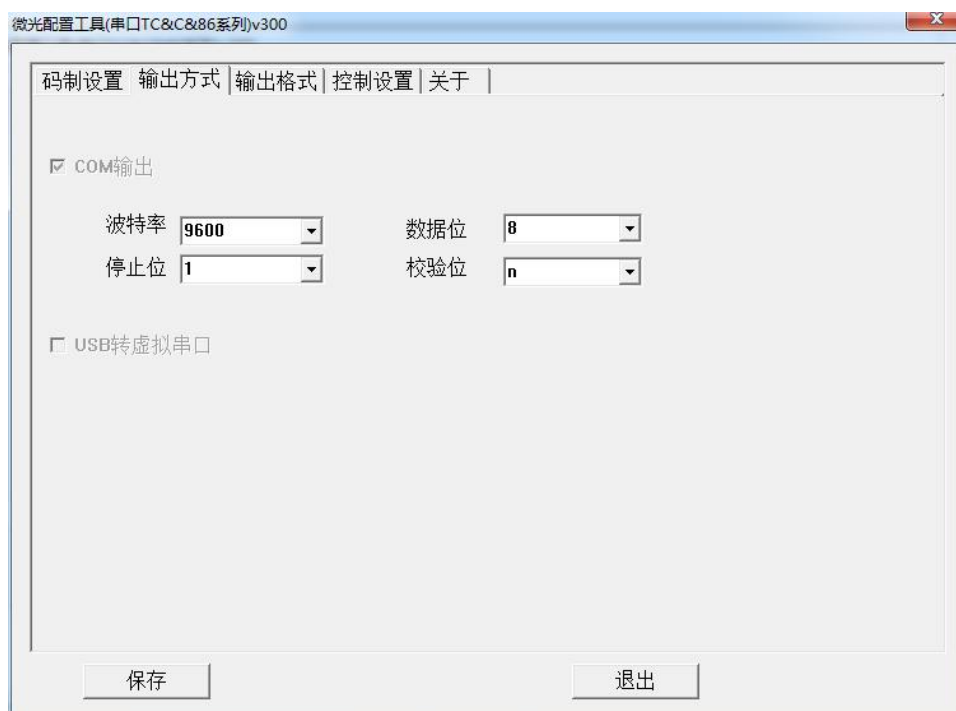 微光配置工具(串口TC&C&86系列)v300
码制设置 输出方式 输出格式 控制设置 关于
COM输出
波特率 9600 数据位 8
停止位 1 校验位 n
USB转虚拟串口
保存 退出